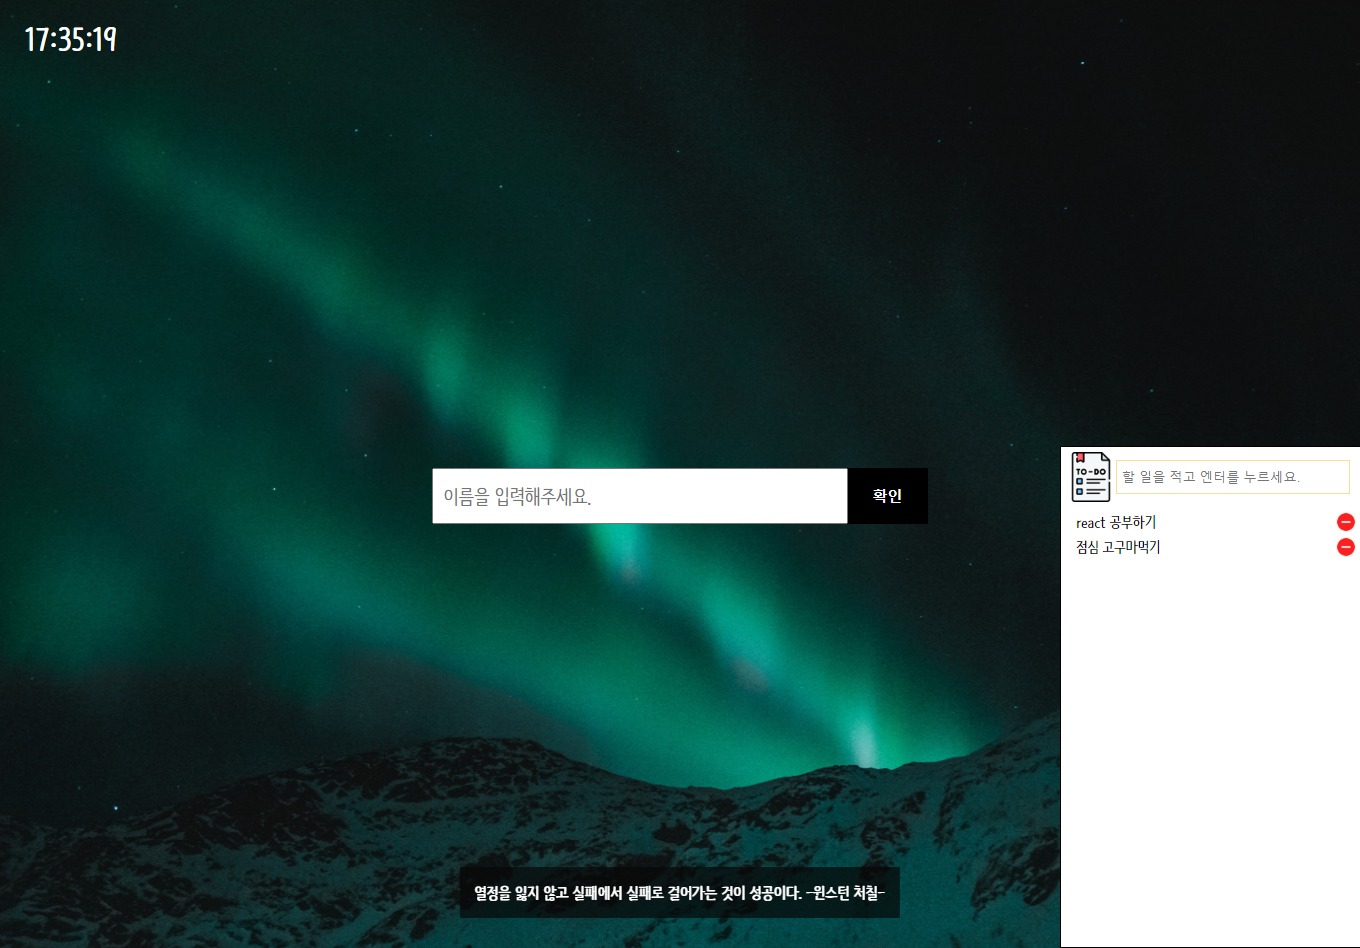 17:35:19
이름을 입력해주세요.
확인
TO-DO
할 일을 적고 엔터를 누르세요.
react 공부하기
점심 고구마먹기
열정을 잃지 않고 실패에서 실패로 걸어가는 것이 성공이다. -윈스턴 처칠-